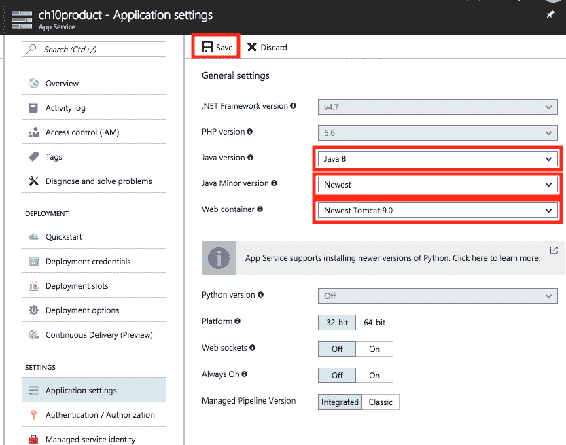 ch10product - Application settings
App Service
Search (Ctrl+/)
Overview
Activity log
Access control (IAM)
Tags
Diagnose and solve problems
DEPLOYMENT
Quickstart
Deployment credentials
Deployment slots
Deployment options
Continuous Delivery (Preview)
SETTINGS
Application settings
Authentication / Authorization
Managed service identity
Save Discard
General settings
.NET Framework version v4.7
PHP version 5.6
Java version Java 8
Java Minor version Newest
Web container Newest Tomcat 9.0
App Service supports installing newer versions of Python. Click here to learn more.
Python version Off
Platform 32-bit 64-bit
Web sockets Off On
Always On Off On
Managed Pipeline Version Integrated Classic